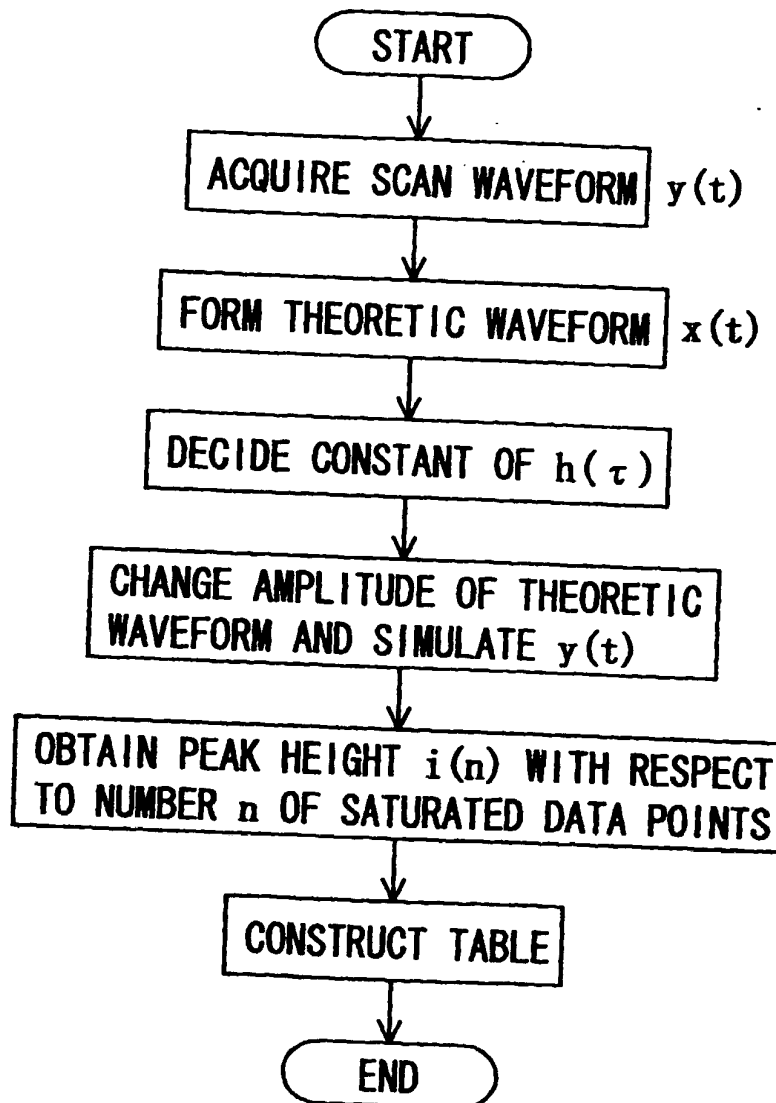 START
ACQUIRE SCAN WAVEFORM y(t)
FORM THEORETIC WAVEFORM x(t)
DECIDE CONSTANT OF h(τ)
CHANGE AMPLITUDE OF THEORETIC
WAVEFORM AND SIMULATE y(t)
OBTAIN PEAK HEIGHT i(n) WITH RESPECT
TO NUMBER n OF SATURATED DATA POINTS
CONSTRUCT TABLE
END